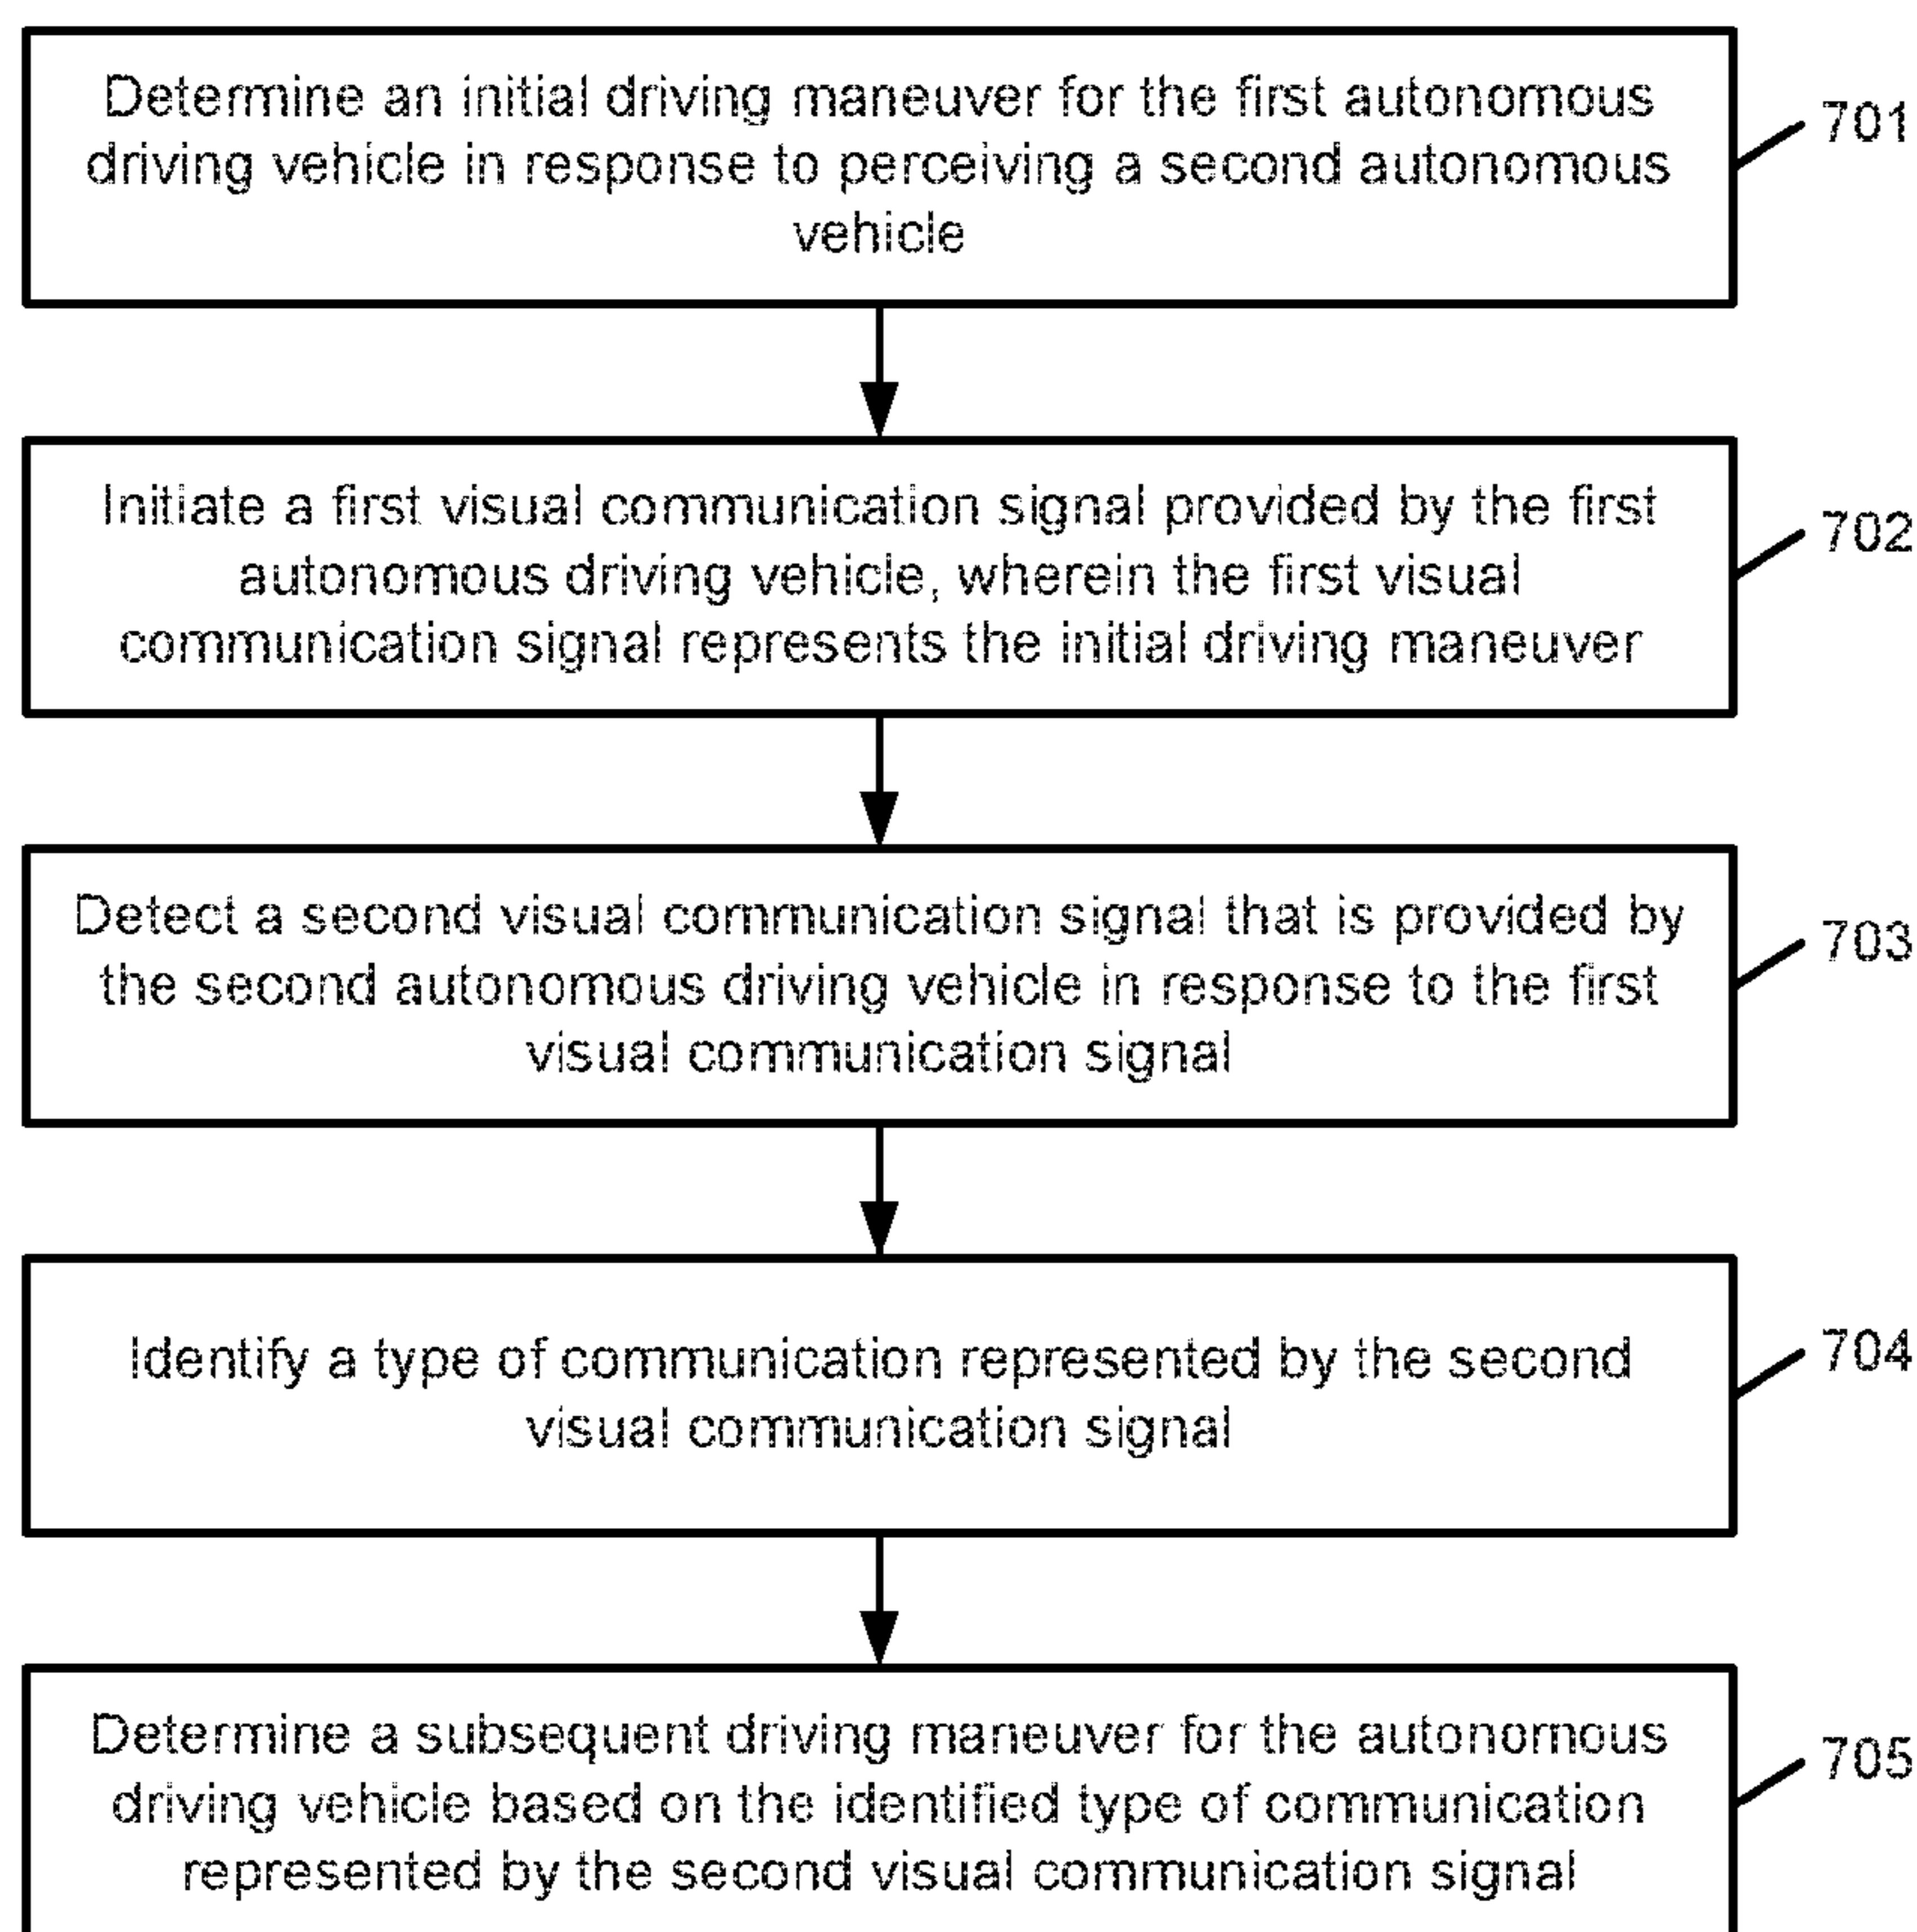 Determine an initial driving maneuver for the first autonomous
driving vehicle in response to perceiving a second autonomous
vehicle
701
Initiate a first visual communication signal provided by the first
autonomous driving vehicle, wherein the first visual
communication signal represents the initial driving maneuver
702
Detect a second visual communication signal that is provided by
the second autonomous driving vehicle in response to the first
visual communication signal
703
Identify a type of communication represented by the second
visual communication signal
704
Determine a subsequent driving maneuver for the autonomous
driving vehicle based on the identified type of communication
represented by the second visual communication signal
705